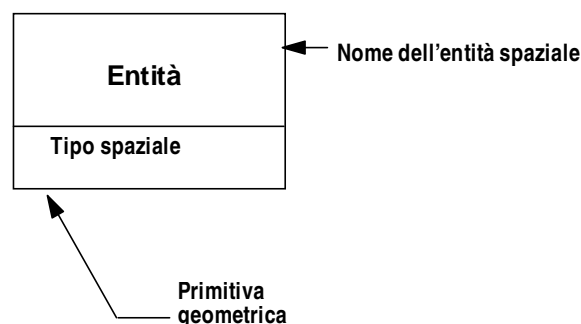 Entità
Nome dell'entità spaziale
Tipo spaziale
Primitiva
geometrica